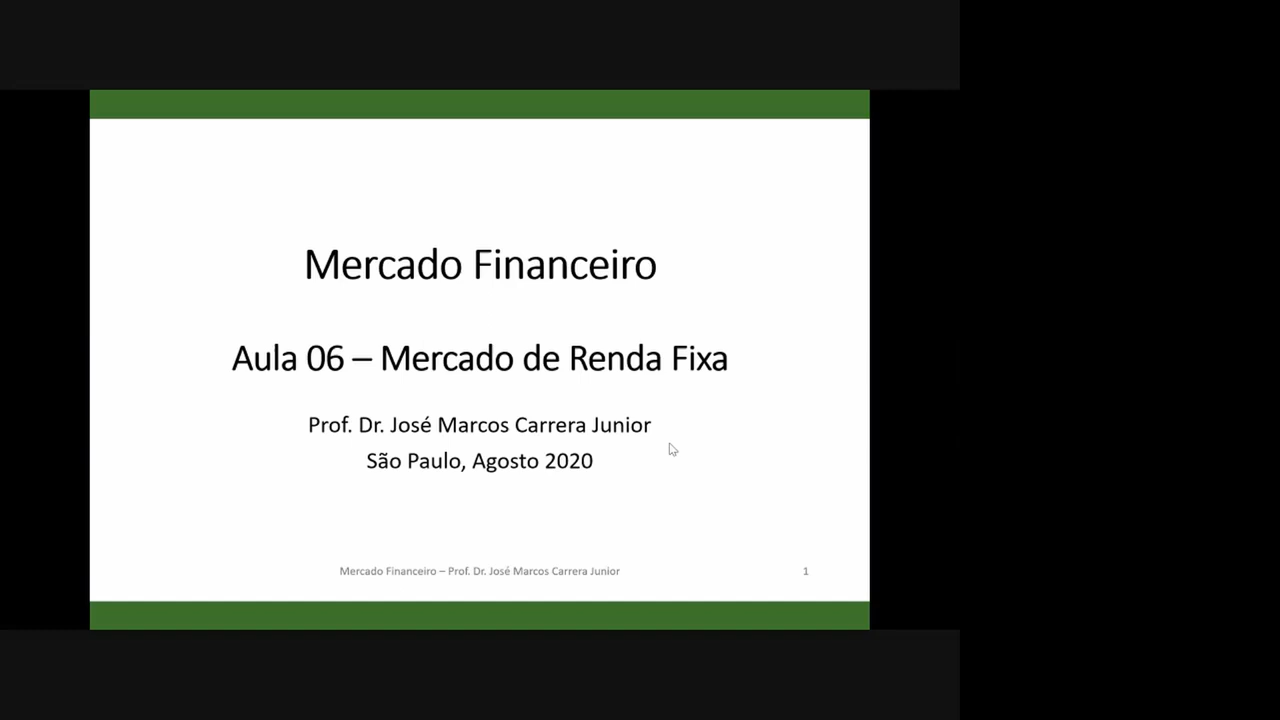 Mercado Financeiro
Aula 06 – Mercado de Renda Fixa
Prof. Dr. José Marcos Carrera Junior
São Paulo, Agosto 2020
Mercado Financeiro – Prof. Dr. José Marcos Carrera Junior
1